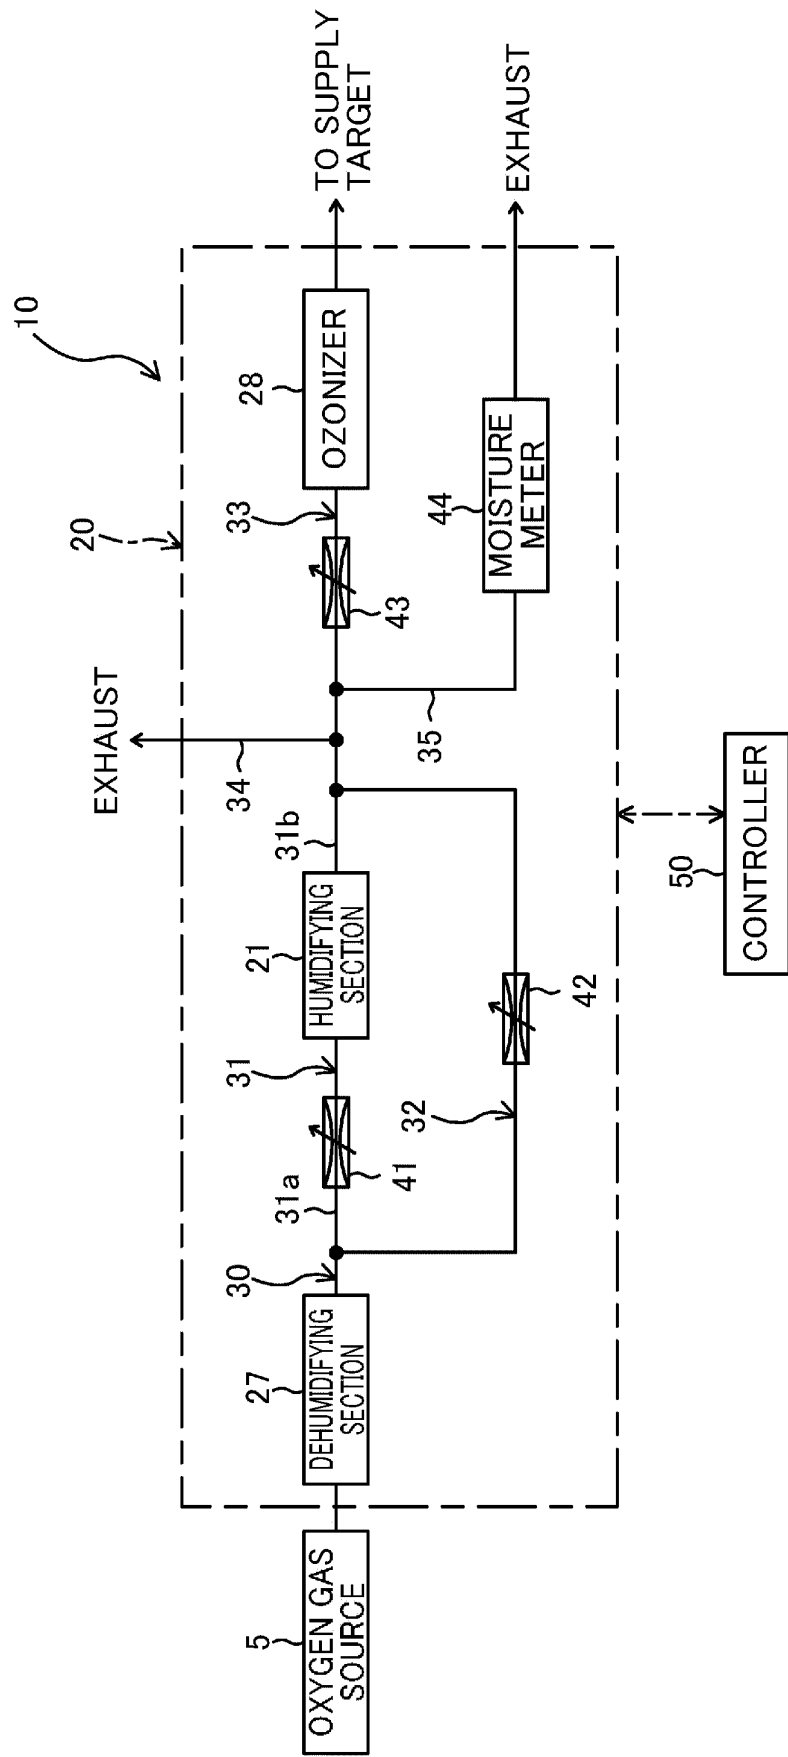 10
20
EXHAUST
34
TO SUPPLY
TARGET
EXHAUST
5
OXYGEN GAS
SOURCE
27
DEHUMIDIFYING
SECTION
30
31a
41
31
21
HUMIDIFYING
SECTION
31b
32
42
35
43
33
28
OZONIZER
44
MOISTURE
METER
50
CONTROLLER